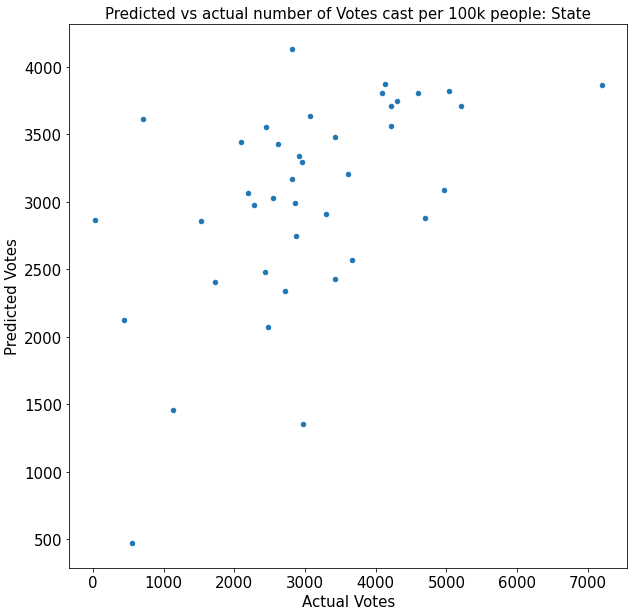 Predicted vs actual number of Votes cast per 100k people: State
4000
3500
3000
2500
2000
1500
1000
500
Predicted Votes
0 1000 2000 3000 4000 5000 6000 7000
Actual Votes